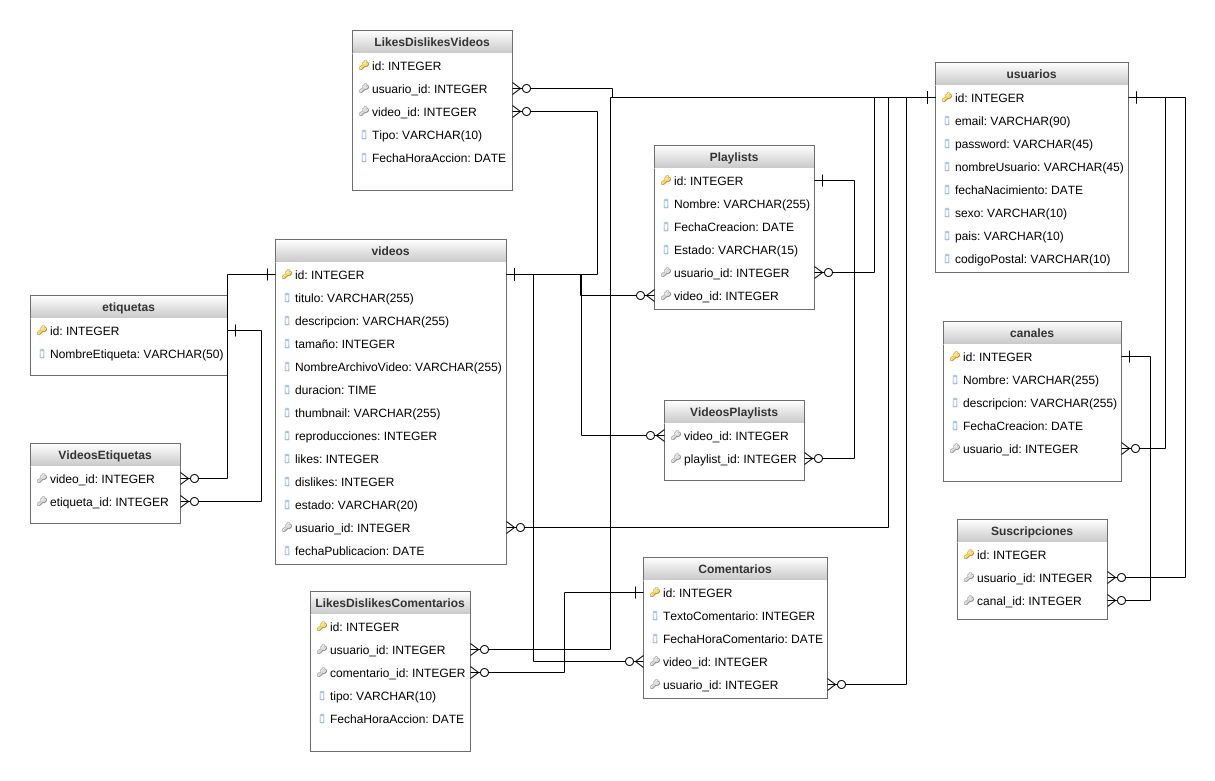 LikesDislikesVideos
id: INTEGER
usuario_id: INTEGER
video_id: INTEGER
Tipo: VARCHAR(10)
FechaHoraAccion: DATE
usuarios
id: INTEGER
email: VARCHAR(90)
password: VARCHAR(45)
nombreUsuario: VARCHAR(45)
fechaNacimiento: DATE
sexo: VARCHAR(10)
pais: VARCHAR(10)
codigoPostal: VARCHAR(10)
Playlists
id: INTEGER
Nombre: VARCHAR(255)
FechaCreacion: DATE
Estado: VARCHAR(15)
usuario_id: INTEGER
video_id: INTEGER
videos
id: INTEGER
titulo: VARCHAR(255)
descripcion: VARCHAR(255)
tamaño: INTEGER
NombreArchivoVideo: VARCHAR(255)
duracion: TIME
thumbnail: VARCHAR(255)
reproducciones: INTEGER
likes: INTEGER
dislikes: INTEGER
estado: VARCHAR(20)
usuario_id: INTEGER
fechaPublicacion: DATE
etiquetas
id: INTEGER
NombreEtiqueta: VARCHAR(50)
canales
id: INTEGER
Nombre: VARCHAR(255)
descripcion: VARCHAR(255)
FechaCreacion: DATE
usuario_id: INTEGER
VideosPlaylists
video_id: INTEGER
playlist_id: INTEGER
VideosEtiquetas
video_id: INTEGER
etiqueta_id: INTEGER
Suscripciones
id: INTEGER
usuario_id: INTEGER
canal_id: INTEGER
Comentarios
id: INTEGER
TextoComentario: INTEGER
FechaHoraComentario: DATE
video_id: INTEGER
usuario_id: INTEGER
LikesDislikesComentarios
id: INTEGER
usuario_id: INTEGER
comentario_id: INTEGER
tipo: VARCHAR(10)
FechaHoraAccion: DATE